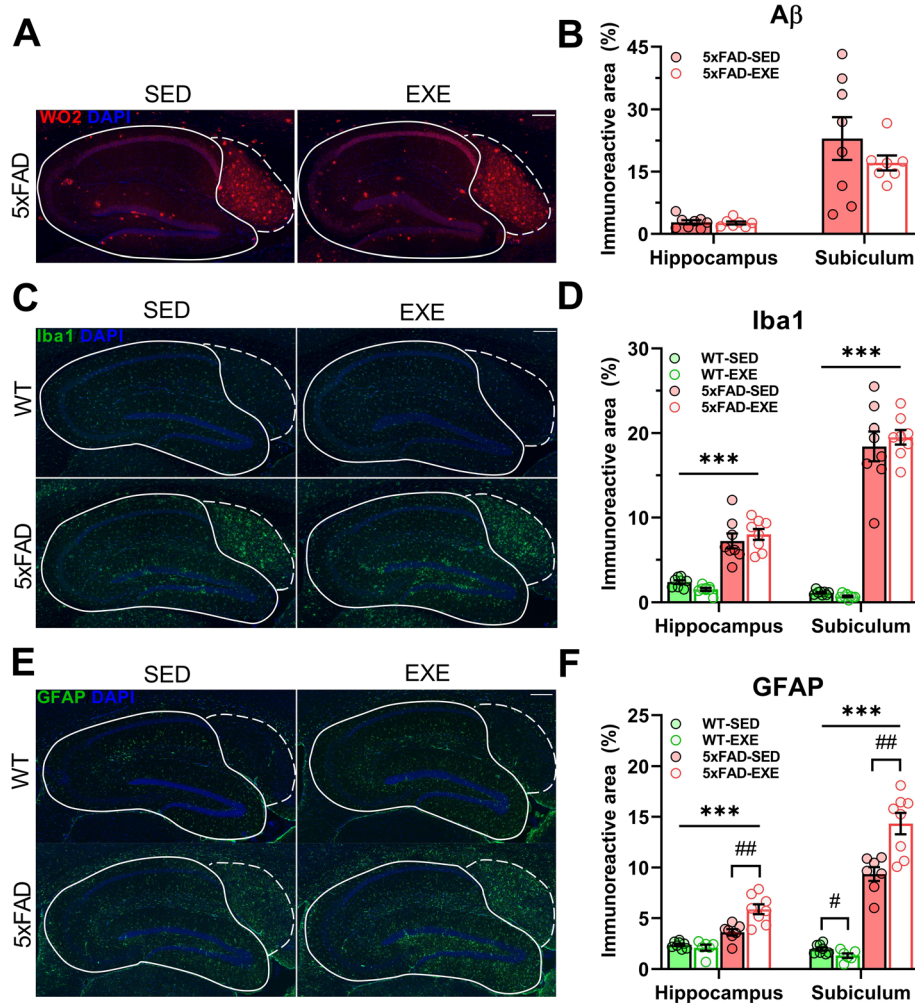 A
SED
EXE
WO2 DAPI
5xFAD
B
Aβ
Immunoreactive area (%)
45
30
15
0
5xFAD-SED
5xFAD-EXE
Hippocampus
Subiculum
C
SED
EXE
Iba1 DAPI
WT
5xFAD
D
Iba1
Immunoreactive area (%)
30
20
10
0
WT-SED
WT-EXE
5xFAD-SED
5xFAD-EXE
***
***
Hippocampus
Subiculum
E
SED
EXE
GFAP DAPI
WT
5xFAD
F
GFAP
Immunoreactive area (%)
25
20
15
10
5
0
WT-SED
WT-EXE
5xFAD-SED
5xFAD-EXE
***
##
***
##
#
Hippocampus
Subiculum